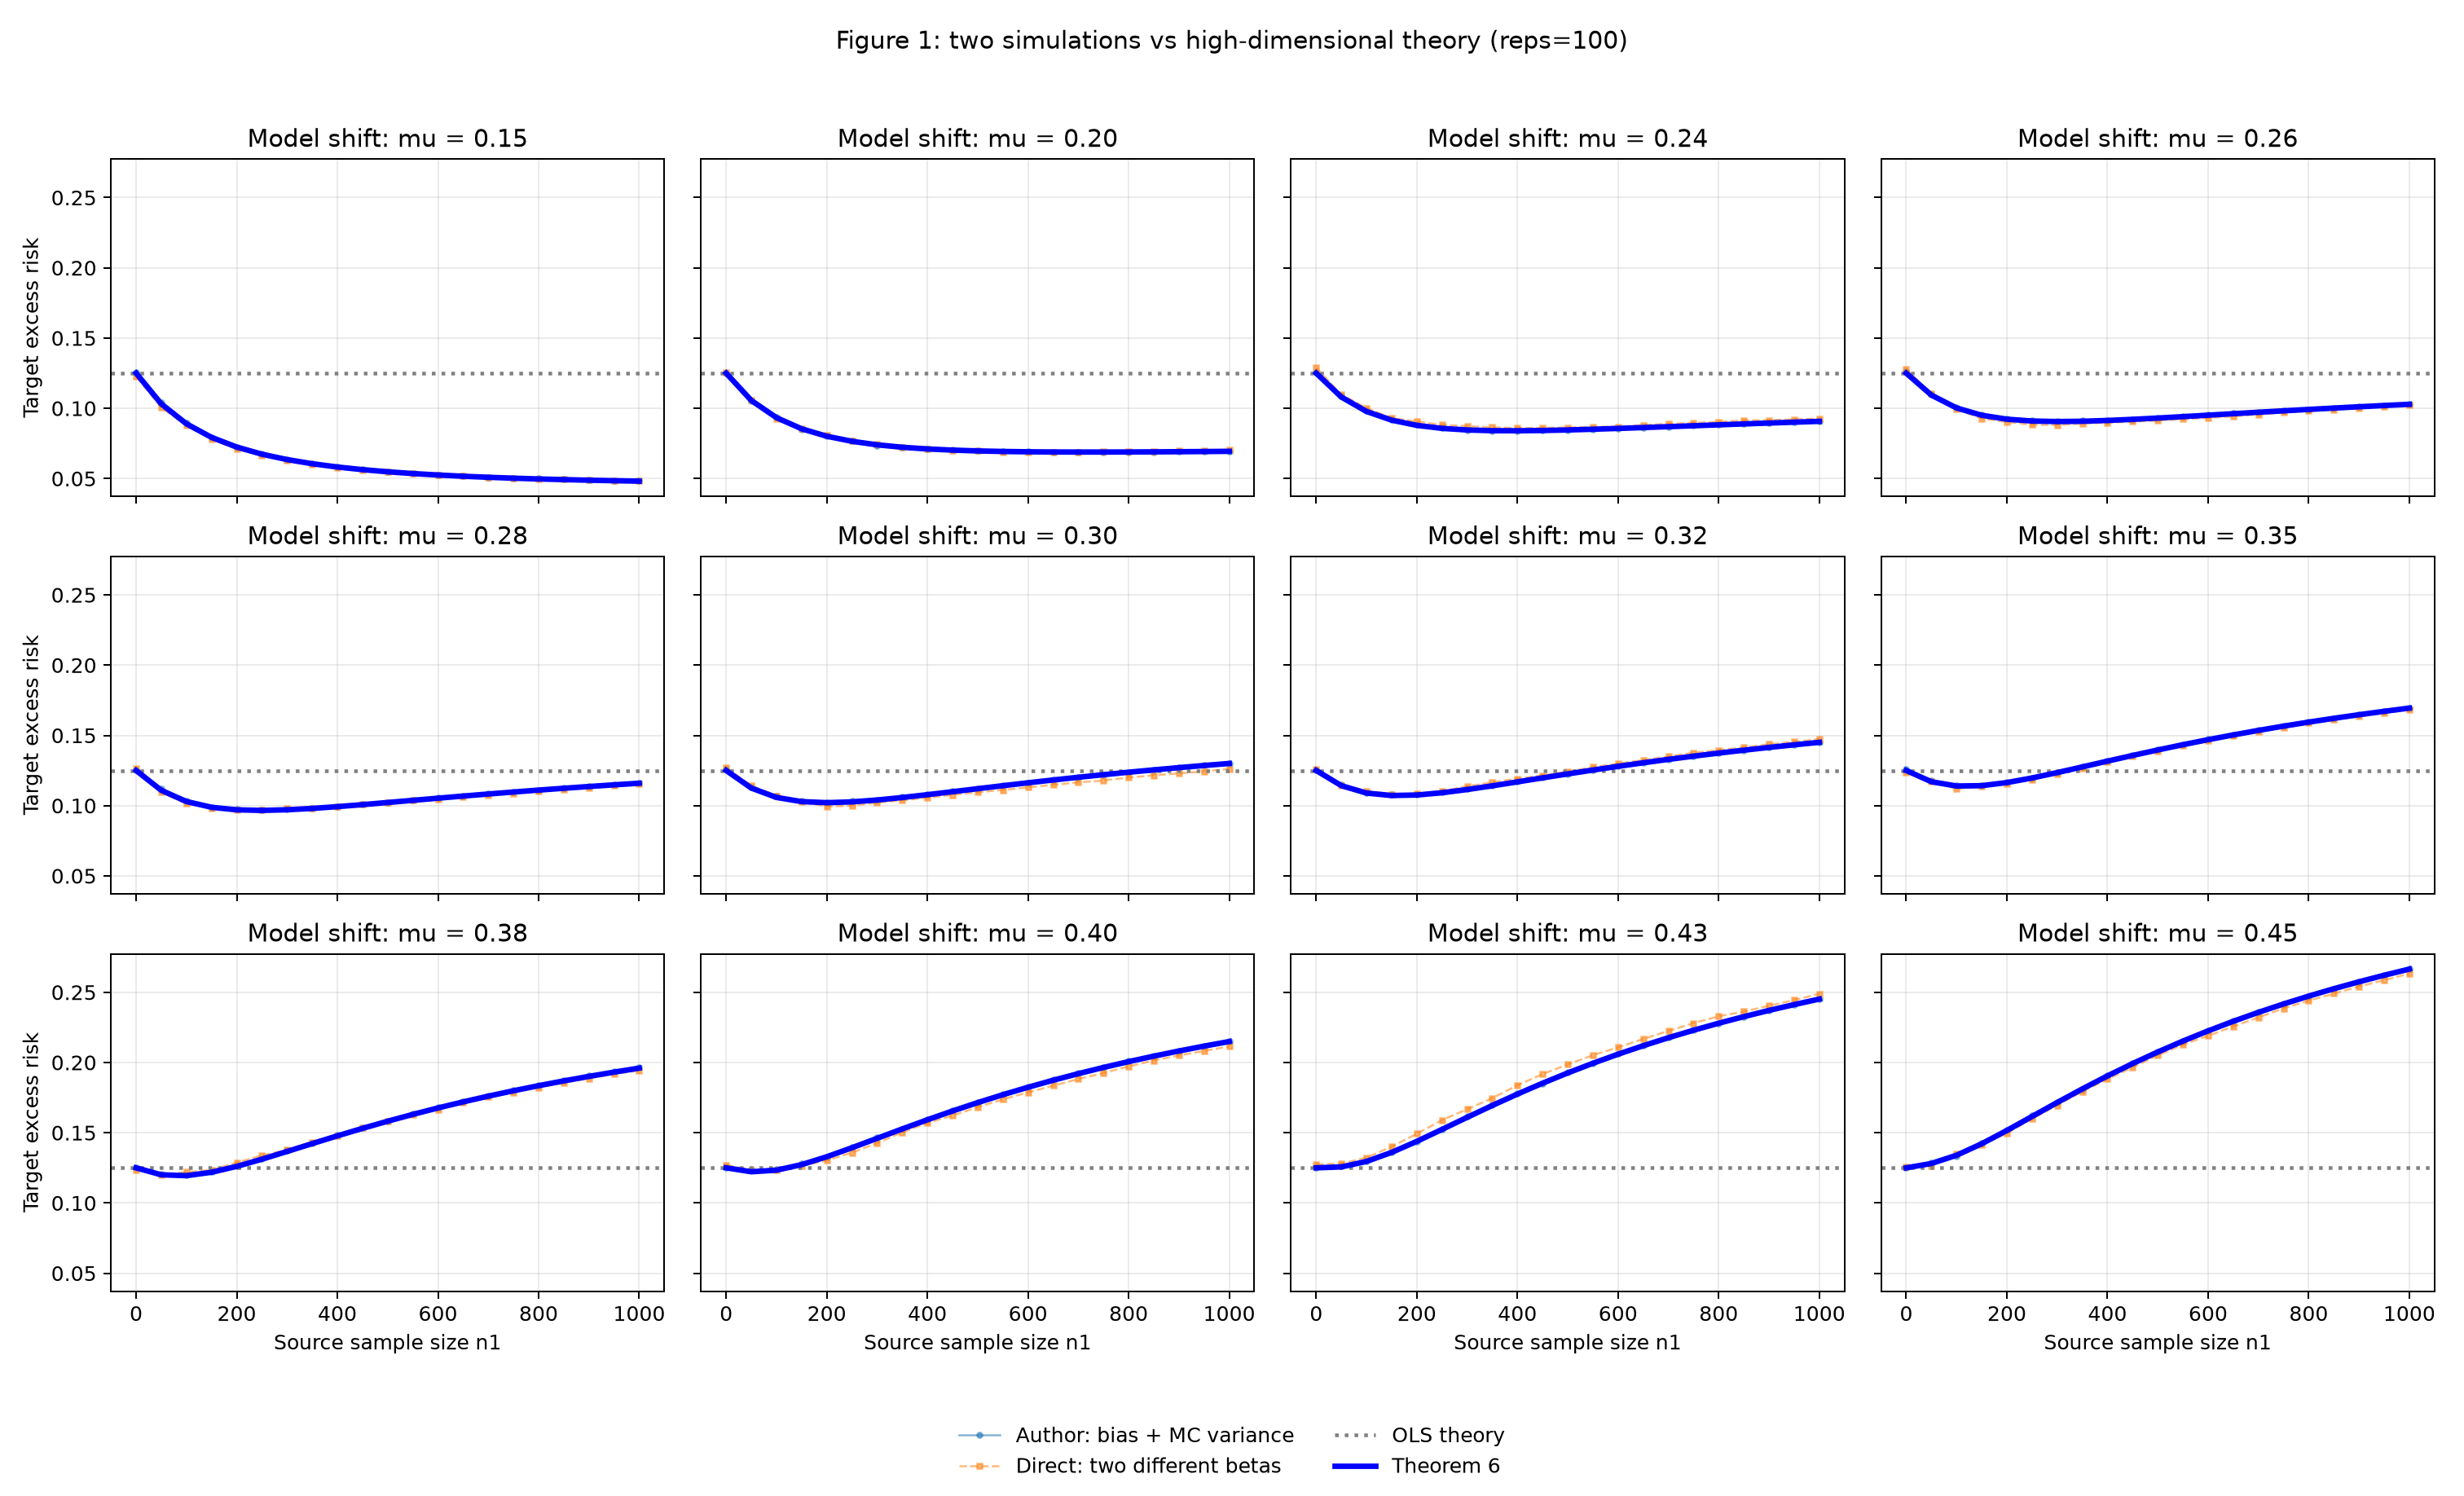 Figure 1: two simulations vs high-dimensional theory (reps=100)
Model shift: mu = 0.15
Model shift: mu = 0.20
Model shift: mu = 0.24
Model shift: mu = 0.26
Target excess risk
0.25
0.20
0.15
0.10
0.05
Model shift: mu = 0.28
Model shift: mu = 0.30
Model shift: mu = 0.32
Model shift: mu = 0.35
Target excess risk
0.25
0.20
0.15
0.10
0.05
Model shift: mu = 0.38
Model shift: mu = 0.40
Model shift: mu = 0.43
Model shift: mu = 0.45
Target excess risk
0.25
0.20
0.15
0.10
0.05
0 200 400 600 800 1000
0 200 400 600 800 1000
0 200 400 600 800 1000
0 200 400 600 800 1000
Source sample size n1
Source sample size n1
Source sample size n1
Source sample size n1
Author: bias + MC variance
Direct: two different betas
OLS theory
Theorem 6